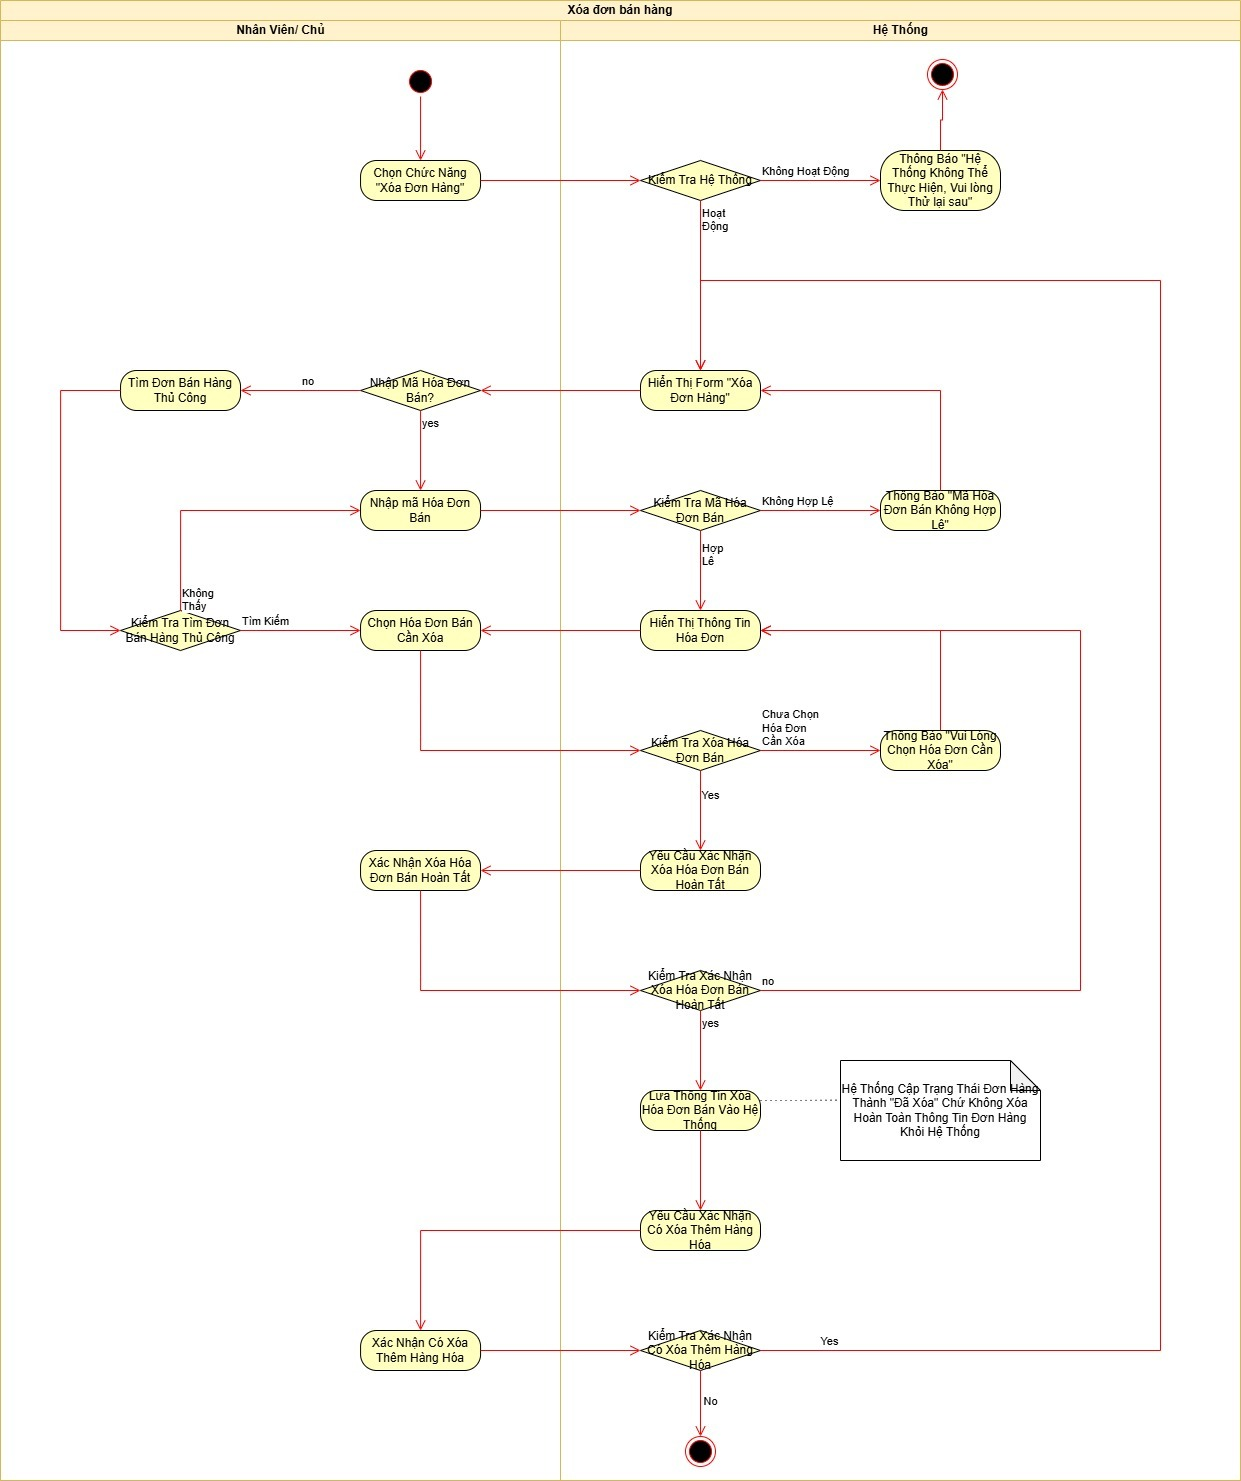 Xóa đơn bán hàng
Nhân Viên/ Chủ
Hệ Thống
Chọn Chức Năng
"Xóa Đơn Hàng"
Kiểm Tra Hệ Thống
Không Hoạt Động
Thông Báo "Hệ
Thống Không Thể
Thực Hiện, Vui lòng
Thử lại sau"
Hoạt
Động
Tìm Đơn Bán Hàng
Thủ Công
no
Nhập Mã Hóa Đơn
Bán?
yes
Hiển Thị Form "Xóa
Đơn Hàng"
Nhập mã Hóa Đơn
Bán
Kiểm Tra Mã Hóa
Đơn Bán
Không Hợp Lệ
Thông Báo "Mã Hóa
Đơn Bán Không Hợp
Lệ"
Hợp
Lệ
Không
Thấy
Kiểm Tra Tìm Đơn
Bán Hàng Thủ Công
Tìm Kiếm
Chọn Hóa Đơn Bán
Cần Xóa
Hiển Thị Thông Tin
Hóa Đơn
Kiểm Tra Xóa Hóa
Đơn Bán
Chưa Chọn
Hóa Đơn
Cần Xóa
Thông Báo "Vui Lòng
Chọn Hóa Đơn Cần
Xóa"
Yes
Xác Nhận Xóa Hóa
Đơn Bán Hoàn Tất
Yêu Cầu Xác Nhận
Xóa Hóa Đơn Bán
Hoàn Tất
Kiểm Tra Xác Nhận
Xóa Hóa Đơn Bán
Hoàn Tất
no
yes
Lưa Thông Tin Xóa
Hóa Đơn Bán Vào Hệ
Thống
Hệ Thống Cập Trạng Thái Đơn Hàng
Thành "Đã Xóa" Chứ Không Xóa
Hoàn Toàn Thông Tin Đơn Hàng
Khỏi Hệ Thống
Yêu Cầu Xác Nhận
Có Xóa Thêm Hàng
Hóa
Xác Nhận Có Xóa
Thêm Hàng Hóa
Kiểm Tra Xác Nhận
Có Xóa Thêm Hàng
Hóa
Yes
No